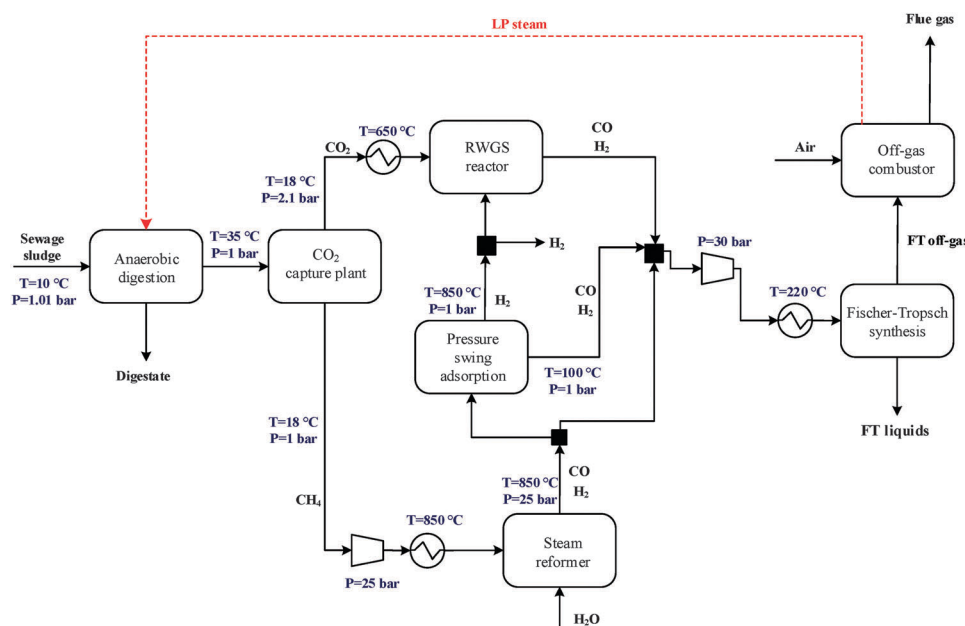 LP steam
Flue gas
T=650 °C
CO₂
RWGS
reactor
CO
H₂
Air
Off-gas
combustor
T=18 °C
P=2.1 bar
Sewage
sludge
T=10 °C
P=1.01 bar
Anaerobic
digestion
T=35 °C
P=1 bar
CO₂
capture plant
H₂
P=30 bar
FT off-gas
T=850 °C
P=1 bar
H₂
CO
H₂
T=220 °C
Fischer-Tropsch
synthesis
Digestate
Pressure
swing
adsorption
T=100 °C
P=1 bar
T=18 °C
P=1 bar
FT liquids
CH₄
T=850 °C
P=25 bar
CO
H₂
T=850 °C
P=25 bar
Steam
reformer
H₂O